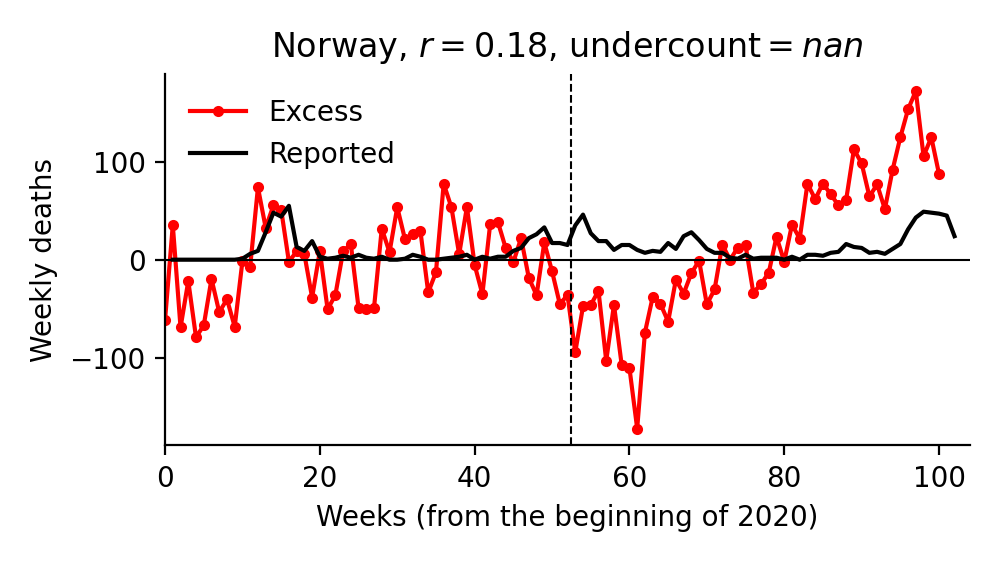 Norway, r = 0.18, undercount = nan
Excess
Reported
Weekly deaths
100
0
−100
0 20 40 60 80 100
Weeks (from the beginning of 2020)